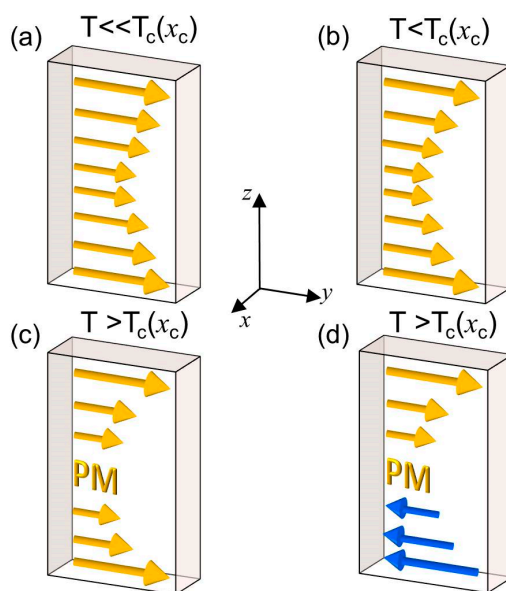 (a) T<<Tc(xc)
(b) T<Tc(xc)
z
y
x
(c) T >Tc(xc)
(d) T >Tc(xc)
PM
PM